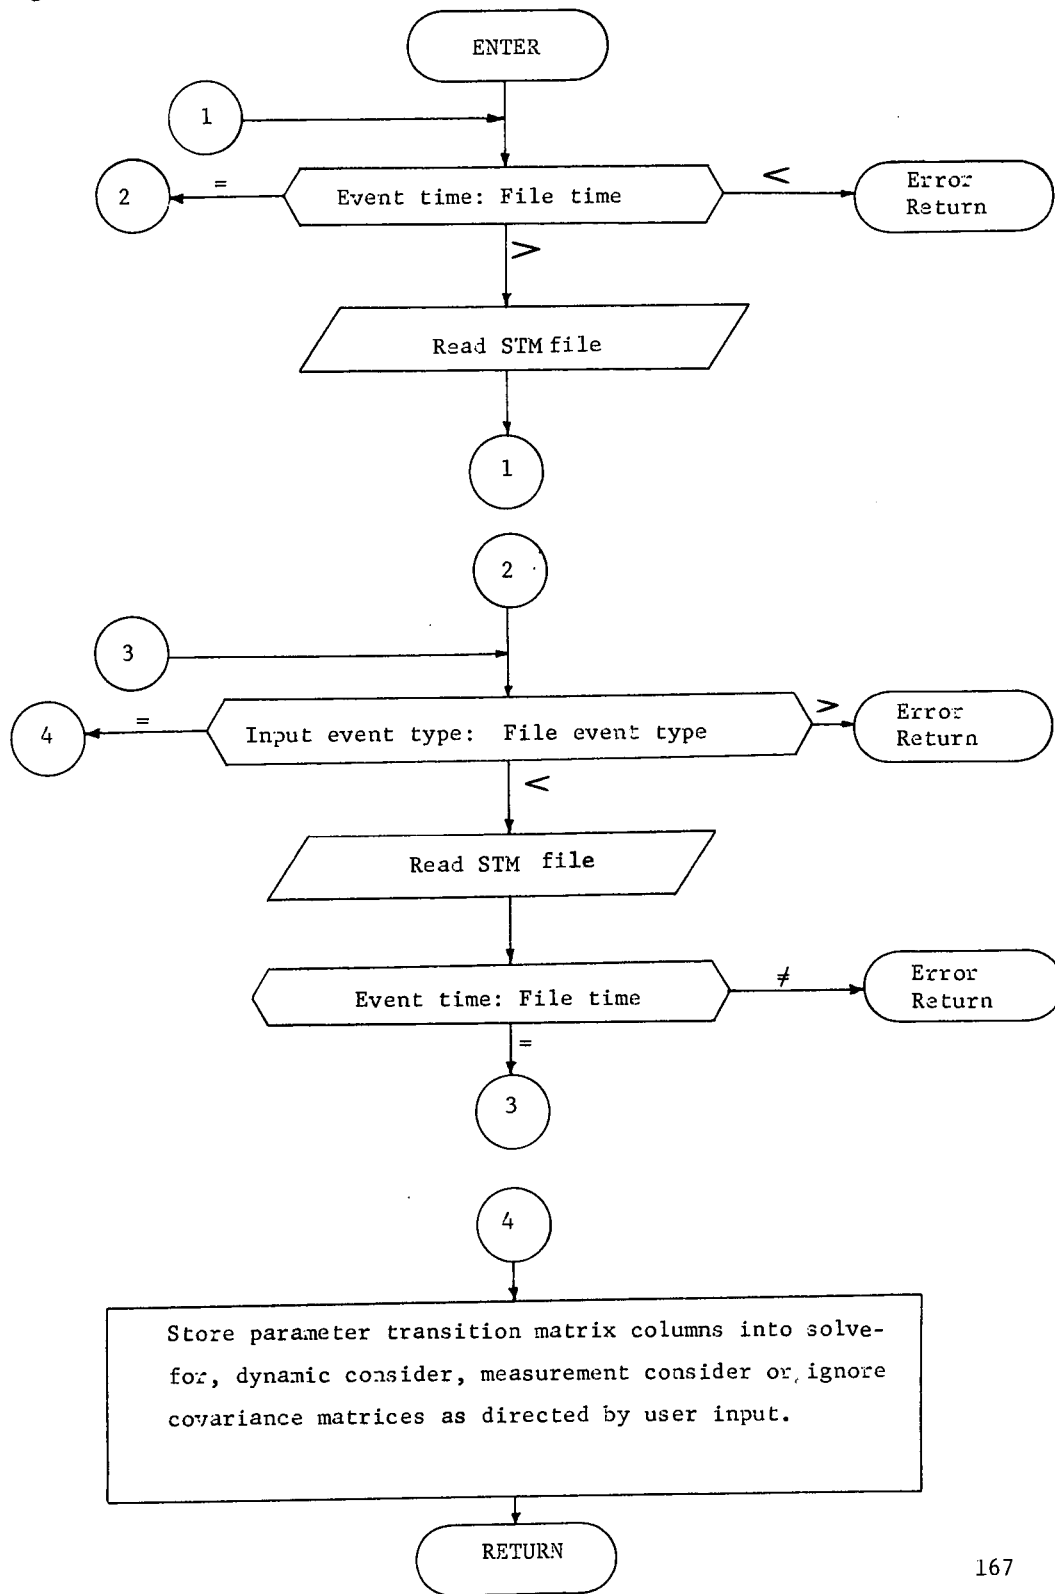 ENTER
1
2
=
Event time: File time
<
Error
Return
>
Read STM file
1
2
3
4
=
Input event type: File event type
>
Error
Return
<
Read STM file
Event time: File time
≠
Error
Return
=
3
4
Store parameter transition matrix columns into solve-
for, dynamic consider, measurement consider or ignore
covariance matrices as directed by user input.
RETURN
167